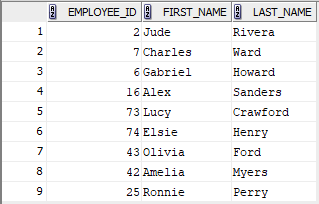 EMPLOYEE_ID FIRST_NAME LAST_NAME
1 2 Jude Rivera
2 7 Charles Ward
3 6 Gabriel Howard
4 16 Alex Sanders
5 73 Lucy Crawford
6 74 Elsie Henry
7 43 Olivia Ford
8 42 Amelia Myers
9 25 Ronnie Perry